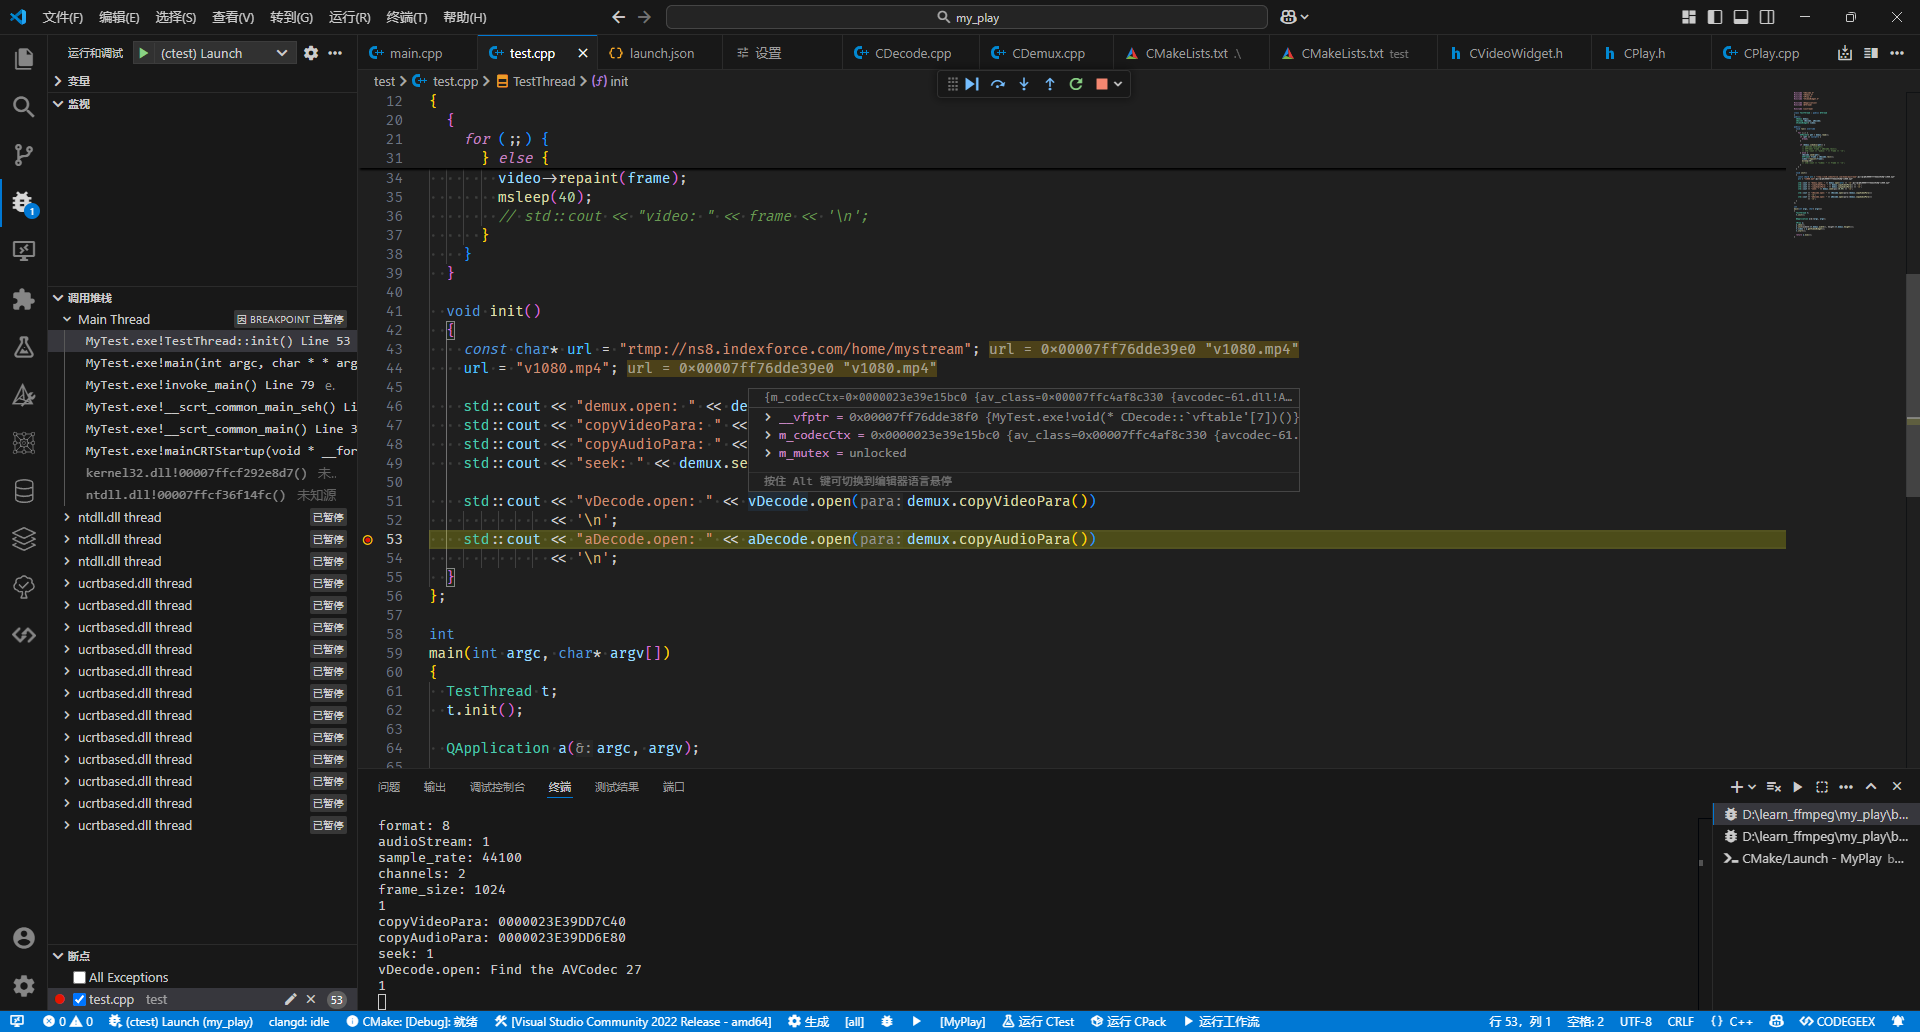 文件(F) 编辑(E) 选择(S) 查看(V) 转到(G) 运行(R) 终端(T) 帮助(H)
my_play
运行和调试 (ctest) Launch
main.cpp test.cpp launch.json 设置 CDecode.cpp CDemux.cpp CMakeLists.txt .\ CMakeLists.txt test CVideoWidget.h CPlay.h CPlay.cpp
变量
监视
test > test.cpp > TestThread > init
12 {
20 {
21 for (;;) {
31 } else {
34 video->repaint(frame);
35 msleep(40);
36 // std::cout << "video: " << frame << '\n';
37 }
38 }
39 }
40
41 void init()
42 {
43 const char* url = "rtmp://ns8.indexforce.com/home/mystream"; url = 0x00007ff76dde39e0 "v1080.mp4"
44 url = "v1080.mp4"; url = 0x00007ff76dde39e0 "v1080.mp4"
45
46 std::cout << "demux.open: " << de
47 std::cout << "copyVideoPara: " <<
48 std::cout << "copyAudioPara: " <<
49 std::cout << "seek: " << demux.se
50
51 std::cout << "vDecode.open: " << vDecode.open(para: demux.copyVideoPara())
52 << '\n';
53 std::cout << "aDecode.open: " << aDecode.open(para: demux.copyAudioPara())
54 << '\n';
55 }
56 };
57
58 int
59 main(int argc, char* argv[])
60 {
61 TestThread t;
62 t.init();
63
64 QApplication a(&: argc, argv);
65
{m_codecCtx=0x0000023e39e15bc0 {av_class=0x00007ffc4af8c330 {avcodec-61.dll!A...
__vfptr = 0x00007ff76dde38f0 {MyTest.exe!void(* CDecode::`vftable'[7])()}
m_codecCtx = 0x0000023e39e15bc0 {av_class=0x00007ffc4af8c330 {avcodec-61.
m_mutex = unlocked
按住 Alt 键可切换到编辑器语言悬停
调用堆栈
Main Thread 因 BREAKPOINT 已暂停
MyTest.exe!TestThread::init() Line 53
MyTest.exe!main(int argc, char * * arg
MyTest.exe!invoke_main() Line 79 e.
MyTest.exe!__scrt_common_main_seh() Li
MyTest.exe!__scrt_common_main() Line 3
MyTest.exe!mainCRTStartup(void * __for
kernel32.dll!00007ffcf292e8d7() 未..
ntdll.dll!00007ffcf36f14fc() 未知源
ntdll.dll thread 已暂停
ntdll.dll thread 已暂停
ntdll.dll thread 已暂停
ucrtbased.dll thread 已暂停
ucrtbased.dll thread 已暂停
ucrtbased.dll thread 已暂停
ucrtbased.dll thread 已暂停
ucrtbased.dll thread 已暂停
ucrtbased.dll thread 已暂停
ucrtbased.dll thread 已暂停
ucrtbased.dll thread 已暂停
ucrtbased.dll thread 已暂停
ucrtbased.dll thread 已暂停
ucrtbased.dll thread 已暂停
ucrtbased.dll thread 已暂停
断点
All Exceptions
test.cpp test 53
问题 输出 调试控制台 终端 测试结果 端口
format: 8
audioStream: 1
sample_rate: 44100
channels: 2
frame_size: 1024
1
copyVideoPara: 0000023E39DD7C40
copyAudioPara: 0000023E39DD6E80
seek: 1
vDecode.open: Find the AVCodec 27
1
D:\learn_ffmpeg\my_play\b...
D:\learn_ffmpeg\my_play\b...
CMake/Launch - MyPlay b...
0 0 (ctest) Launch (my_play) clangd: idle CMake: [Debug]: 就绪 [Visual Studio Community 2022 Release - amd64] 生成 [all] [MyPlay] 运行 CTest 运行 CPack 运行工作流 行 53，列 1 空格: 2 UTF-8 CRLF {} C++ CODEGEEX
1